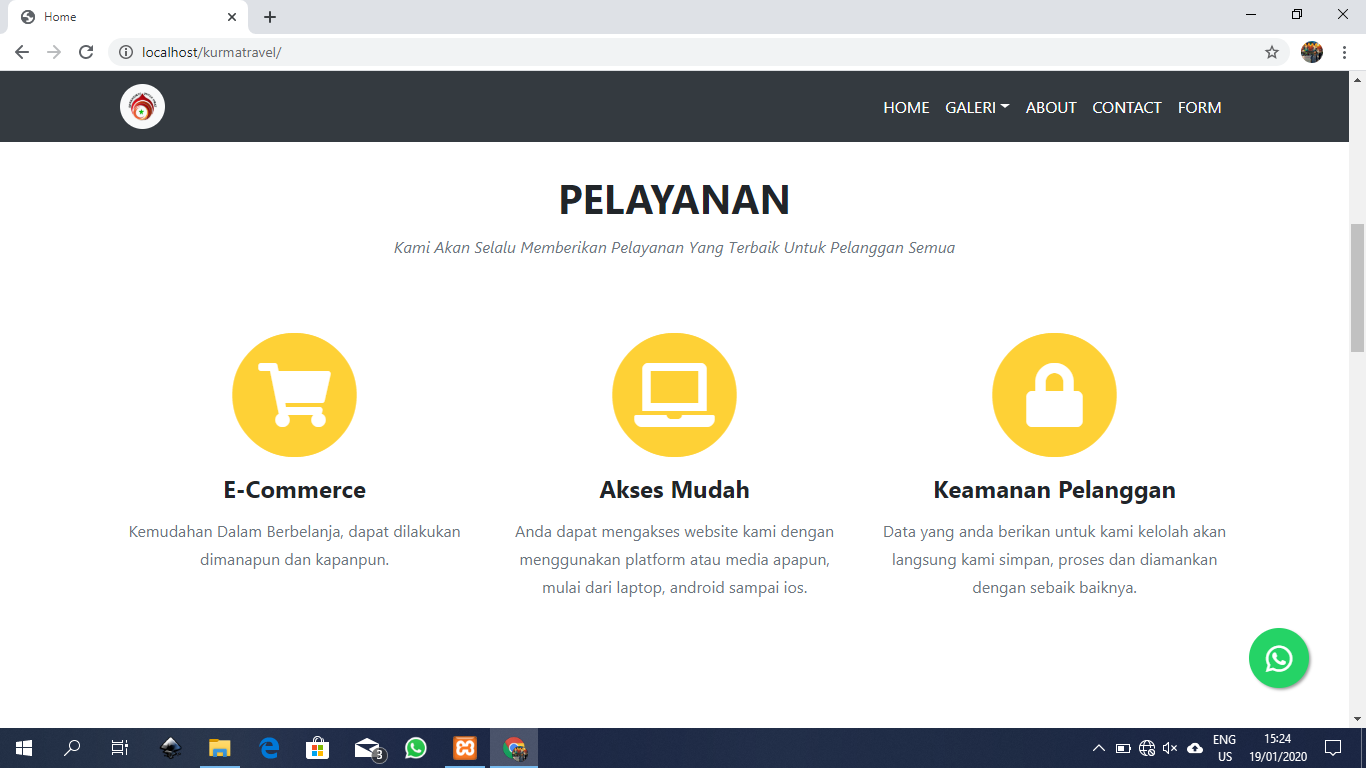 Home
localhost/kurmatravel/
HOME GALERI ABOUT CONTACT FORM
PELAYANAN
Kami Akan Selalu Memberikan Pelayanan Yang Terbaik Untuk Pelanggan Semua
E-Commerce
Kemudahan Dalam Berbelanja, dapat dilakukan
dimanapun dan kapanpun.
Akses Mudah
Anda dapat mengakses website kami dengan
menggunakan platform atau media apapun,
mulai dari laptop, android sampai ios.
Keamanan Pelanggan
Data yang anda berikan untuk kami kelolah akan
langsung kami simpan, proses dan diamankan
dengan sebaik baiknya.
3
ENG
US
15:24
19/01/2020